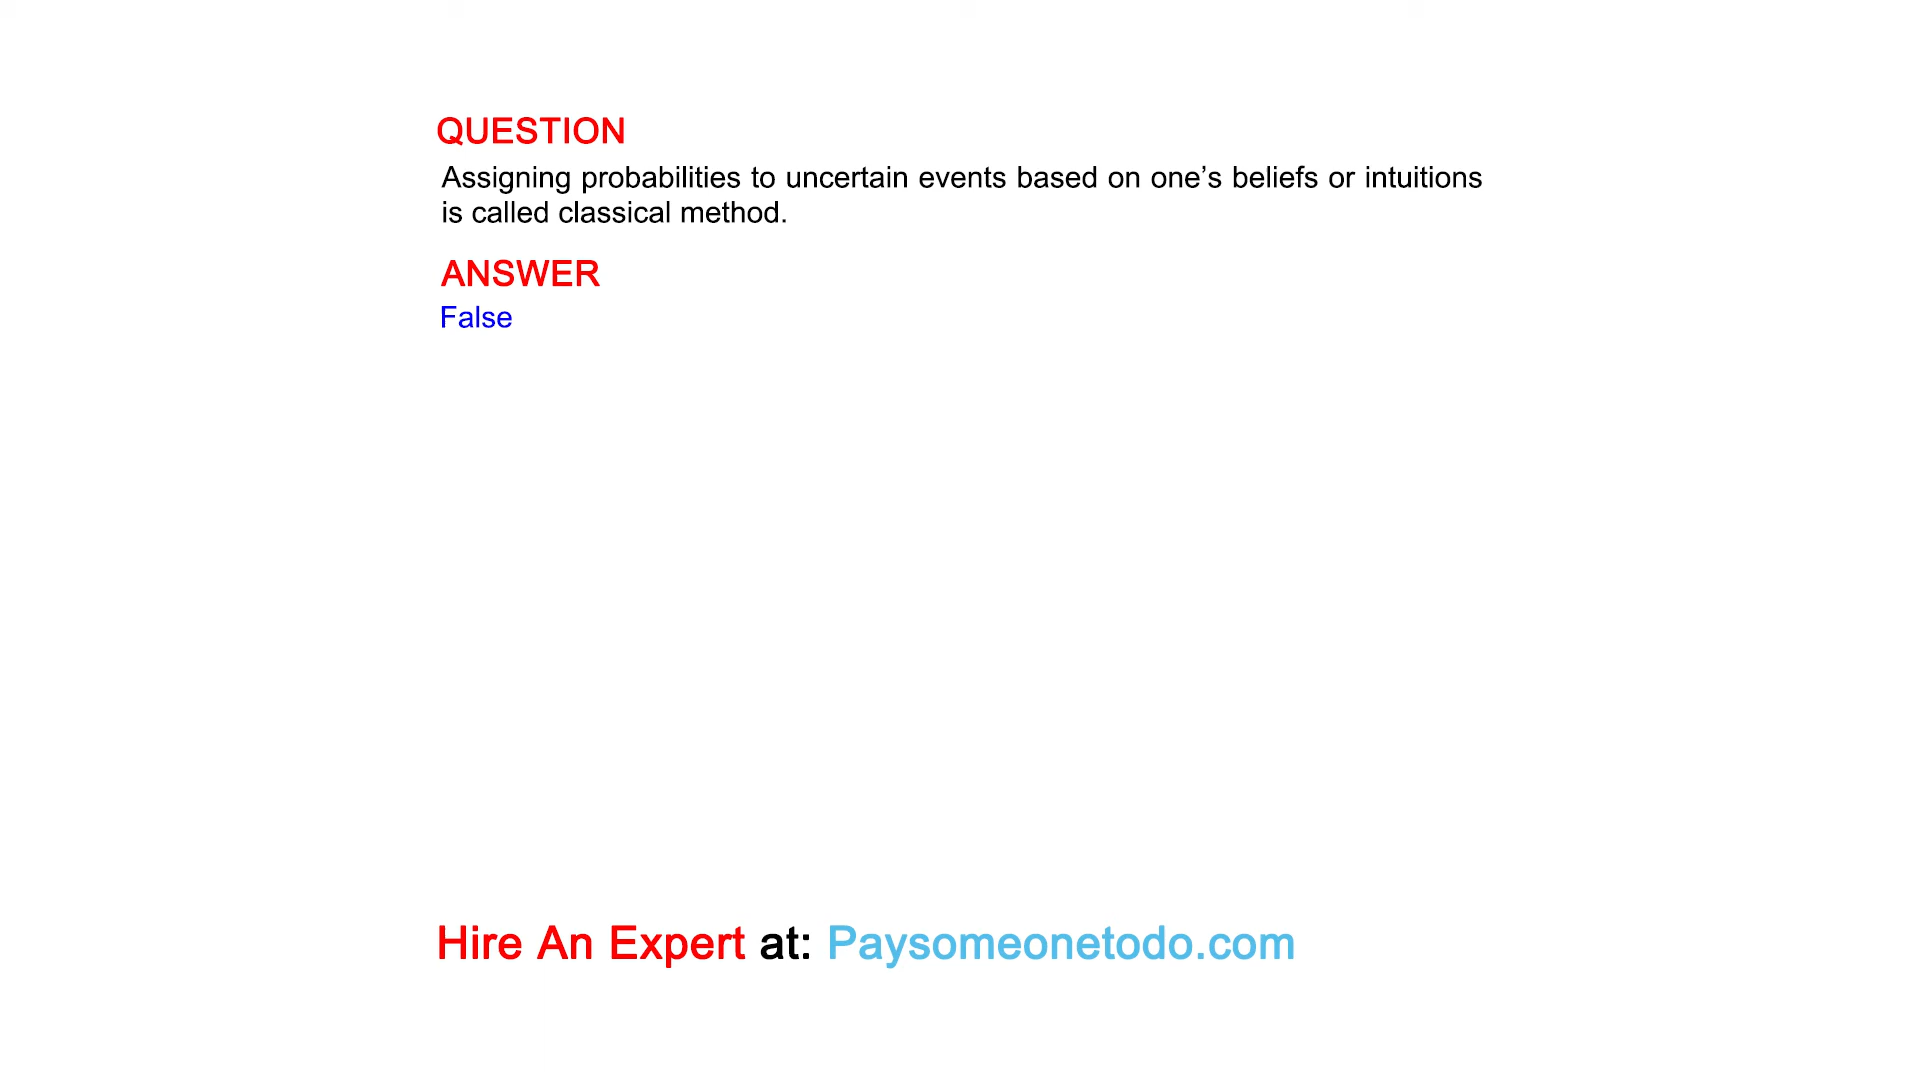 QUESTION
Assigning probabilities to uncertain events based on one’s beliefs or intuitions
is called classical method.
ANSWER
False
Hire An Expert at: Paysomeonetodo.com